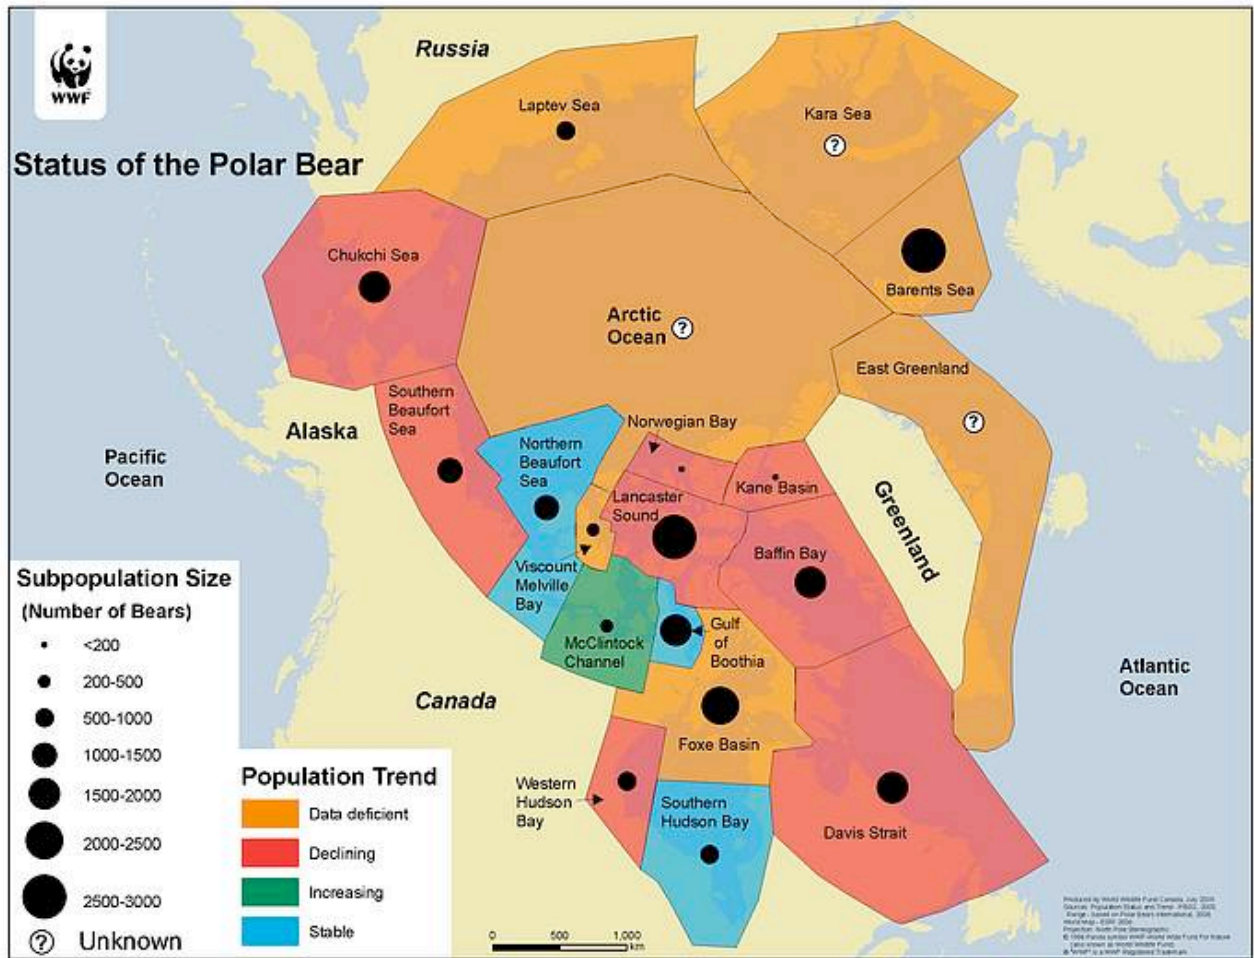 WWF
Status of the Polar Bear
Russia
Laptev Sea
Kara Sea
?
Chukchi Sea
Barents Sea
Arctic
Ocean
?
East Greenland
?
Southern
Beaufort
Sea
Alaska
Northern
Beaufort
Sea
Norwegian Bay
Pacific
Ocean
Kane Basin
Lancaster
Sound
Greenland
Baffin Bay
Viscount
Melville
Bay
McClintock
Channel
Gulf
of
Boothia
Atlantic
Ocean
Canada
Foxe Basin
Western
Hudson
Bay
Southern
Hudson Bay
Davis Strait
Subpopulation Size
(Number of Bears)
<200
200-500
500-1000
1000-1500
1500-2000
2000-2500
2500-3000
? Unknown
Population Trend
Data deficient
Declining
Increasing
Stable
0 500 1,000
km